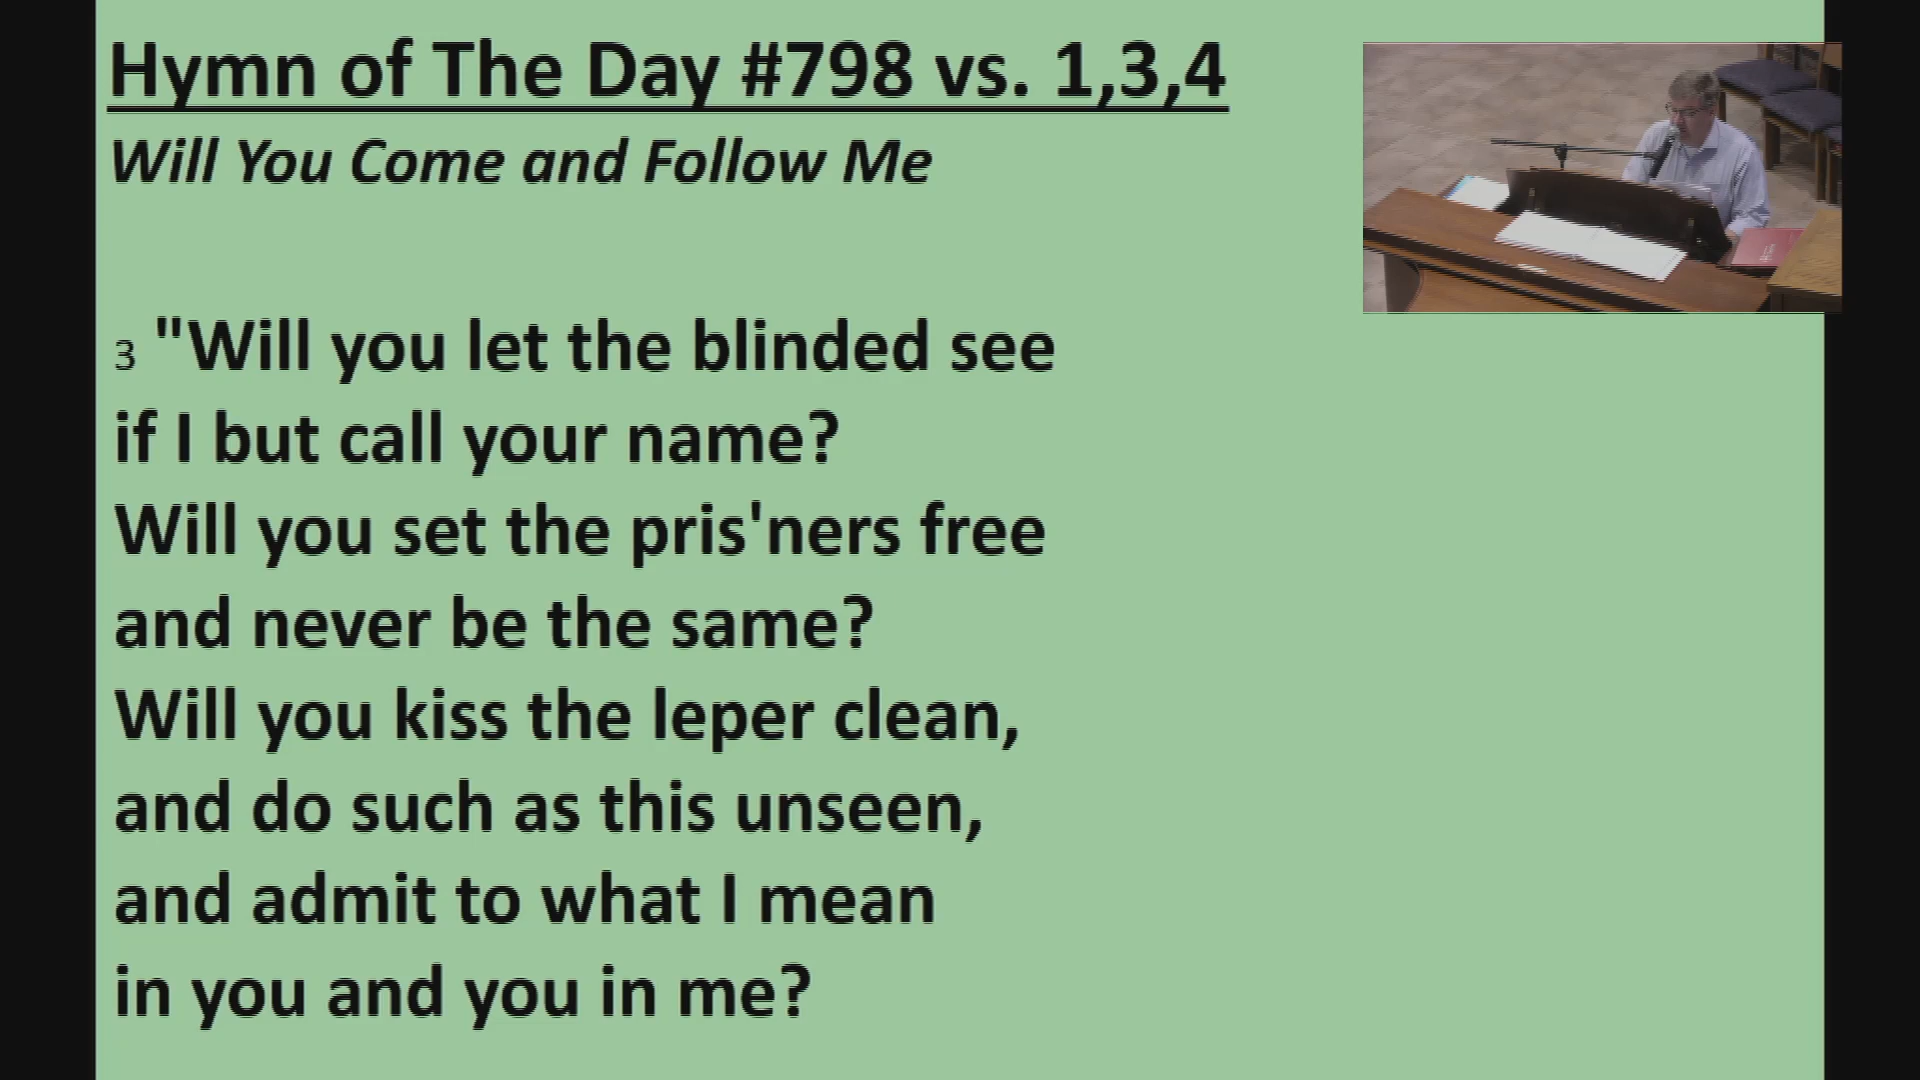 Hymn of The Day #798 vs. 1,3,4
Will You Come and Follow Me
3 "Will you let the blinded see
if I but call your name?
Will you set the pris'ners free
and never be the same?
Will you kiss the leper clean,
and do such as this unseen,
and admit to what I mean
in you and you in me?